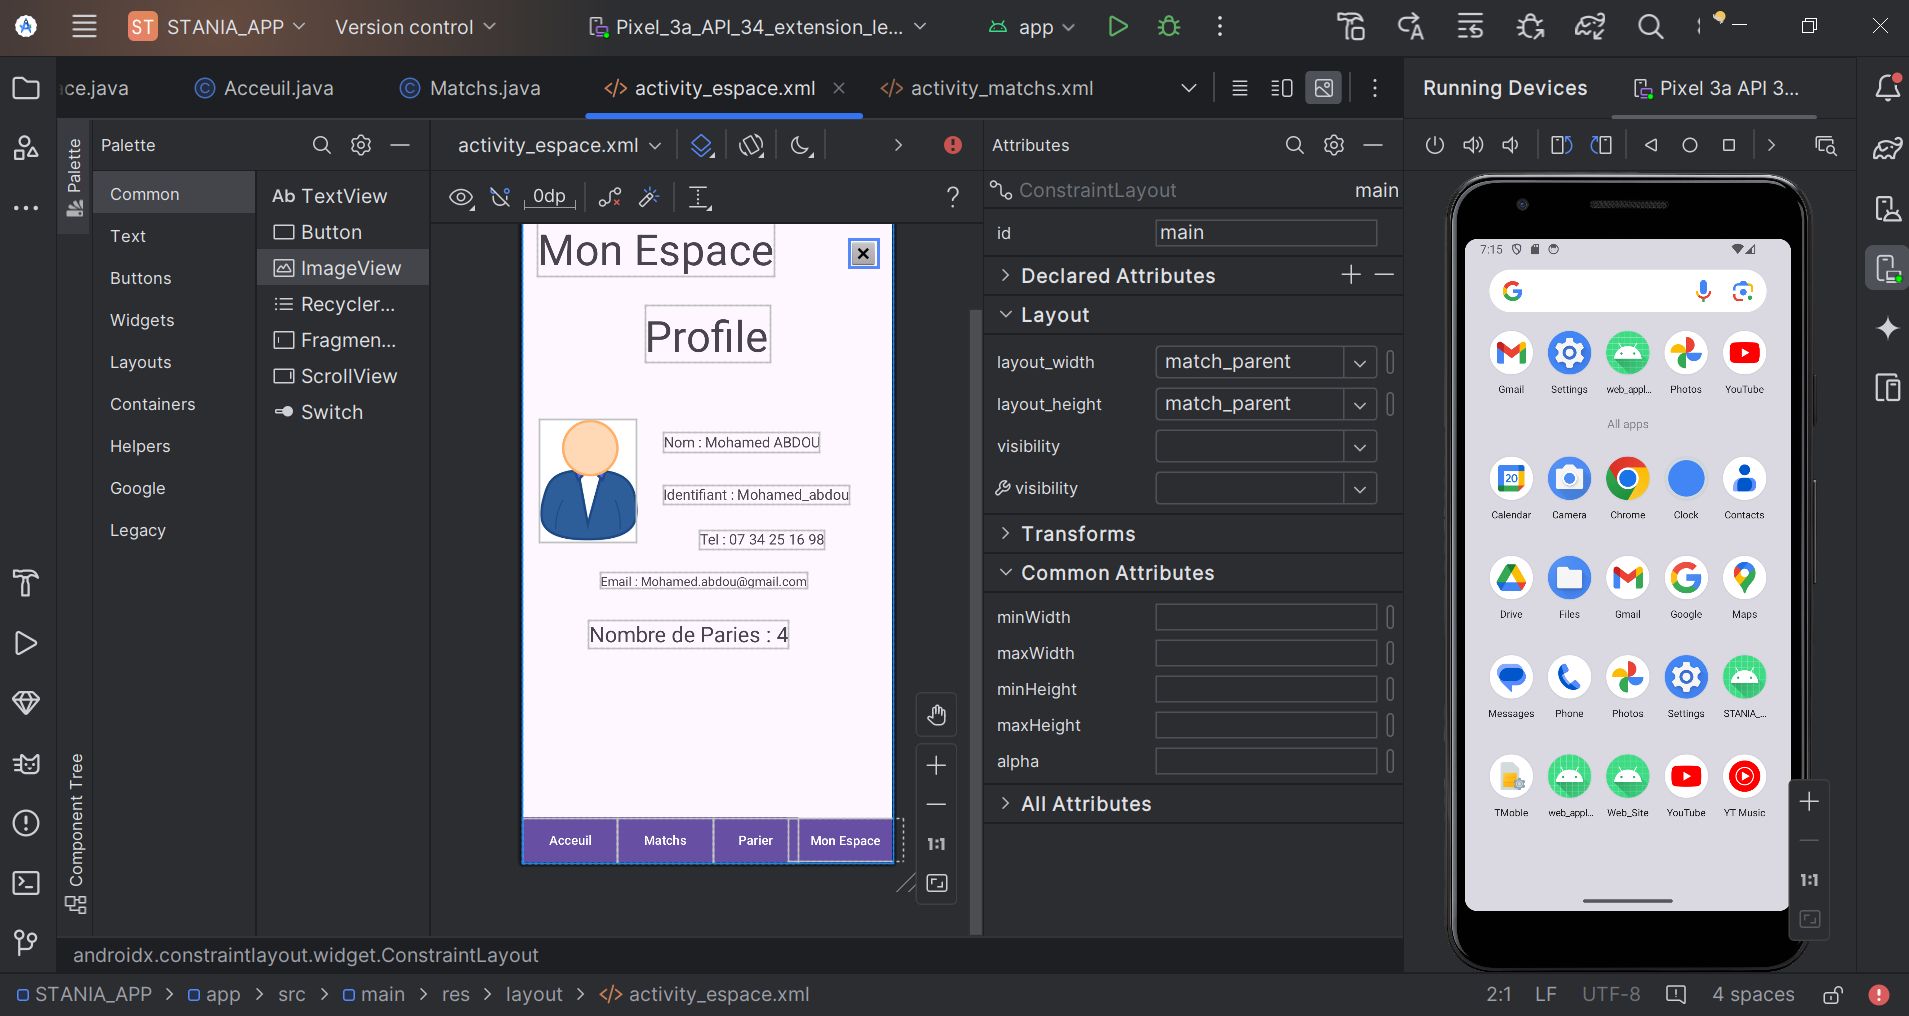 ST STANIA_APP Version control Pixel_3a_API_34_extension_le... app
ce.java Acceuil.java Matchs.java activity_espace.xml activity_matchs.xml Running Devices Pixel 3a API 3...
Palette
Palette
Common
Text
Buttons
Widgets
Layouts
Containers
Helpers
Google
Legacy
Ab TextView
Button
ImageView
Recycler...
Fragmen...
ScrollView
Switch
Component Tree
activity_espace.xml
0dp
?
Mon Espace
Profile
Nom : Mohamed ABDOU
Identifiant : Mohamed_abdou
Tel : 07 34 25 16 98
Email : Mohamed.abdou@gmail.com
Nombre de Paries : 4
Acceuil Matchs Parier Mon Espace
1:1
Attributes
ConstraintLayout main
id main
Declared Attributes
Layout
layout_width match_parent
layout_height match_parent
visibility
visibility
Transforms
Common Attributes
minWidth
maxWidth
minHeight
maxHeight
alpha
All Attributes
7:15
Gmail Settings web_appl... Photos YouTube
All apps
20
Calendar Camera Chrome Clock Contacts
Drive Files Gmail Google Maps
Messages Phone Photos Settings STANIA_...
TMoble web_appl... Web_Site YouTube YT Music
1:1
androidx.constraintlayout.widget.ConstraintLayout
STANIA_APP > app > src > main > res > layout > activity_espace.xml 2:1 LF UTF-8 4 spaces